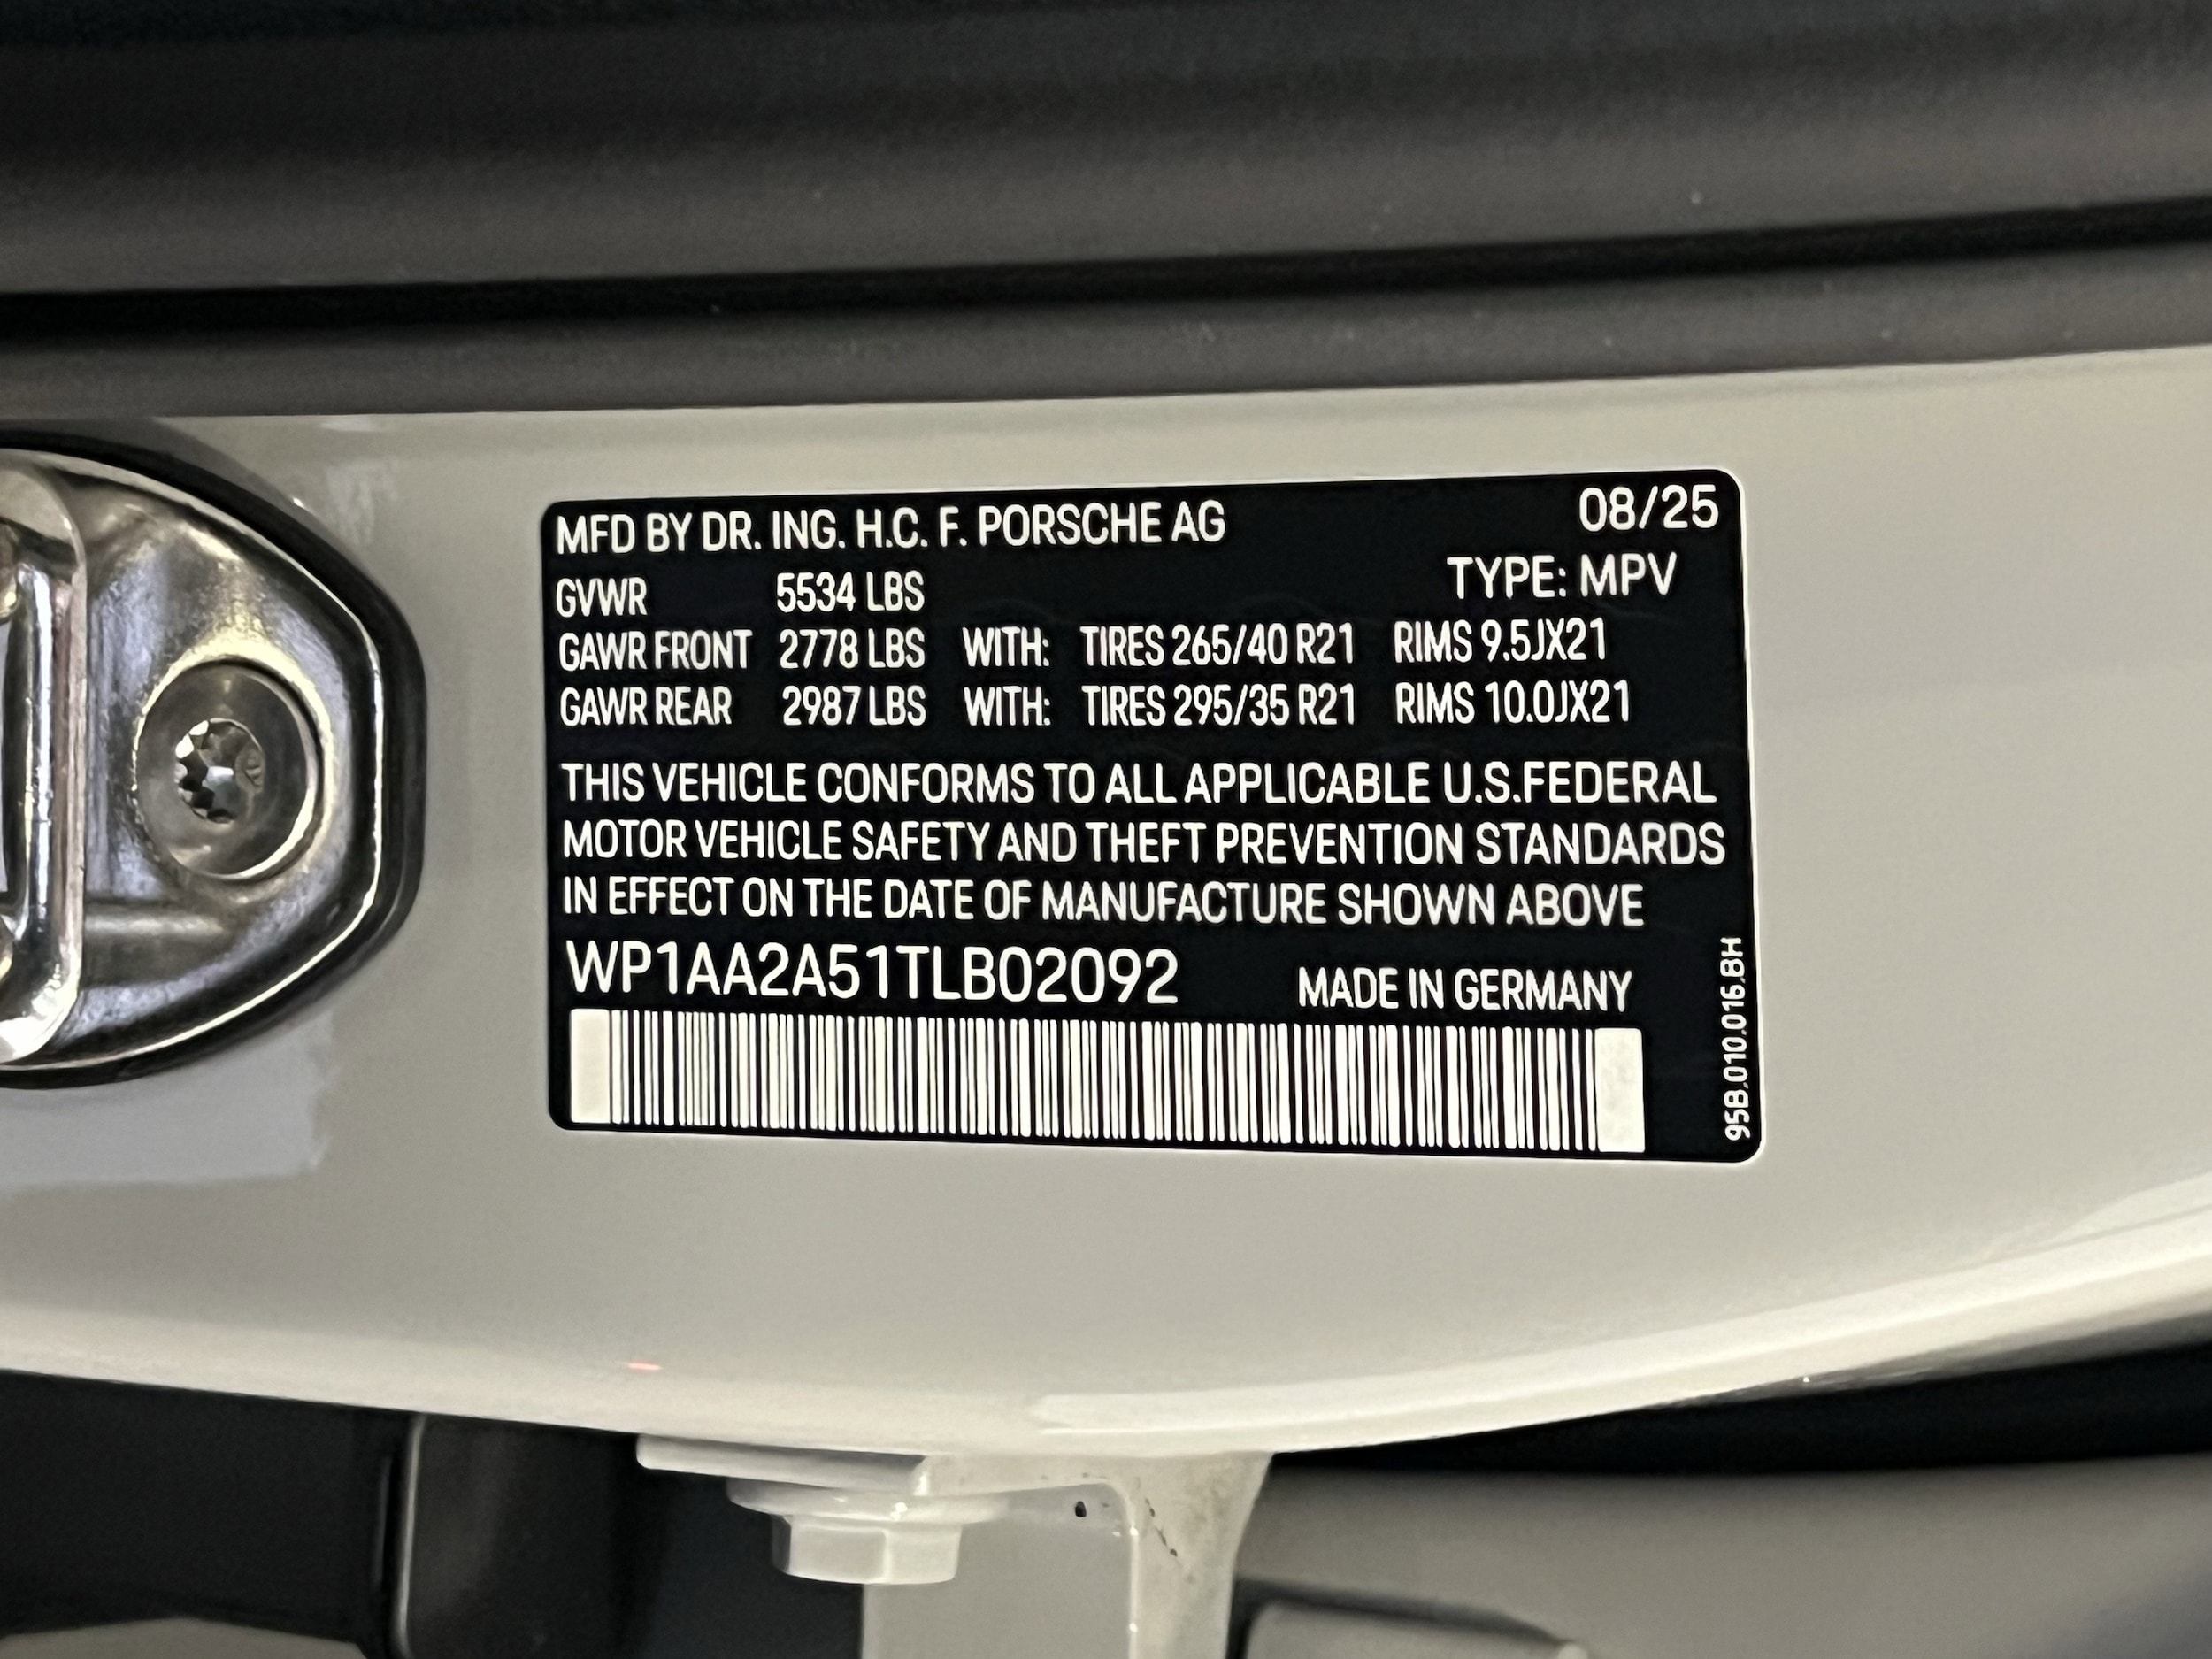 MFD BY DR. ING. H.C. F. PORSCHE AG 08/25
TYPE: MPV
GVWR 5534 LBS
GAWR FRONT 2778 LBS WITH: TIRES 265/40 R21 RIMS 9.5JX21
GAWR REAR 2987 LBS WITH: TIRES 295/35 R21 RIMS 10.0JX21
THIS VEHICLE CONFORMS TO ALL APPLICABLE U.S.FEDERAL
MOTOR VEHICLE SAFETY AND THEFT PREVENTION STANDARDS
IN EFFECT ON THE DATE OF MANUFACTURE SHOWN ABOVE
WP1AA2A51TLB02092 MADE IN GERMANY
95B.010.016.BH